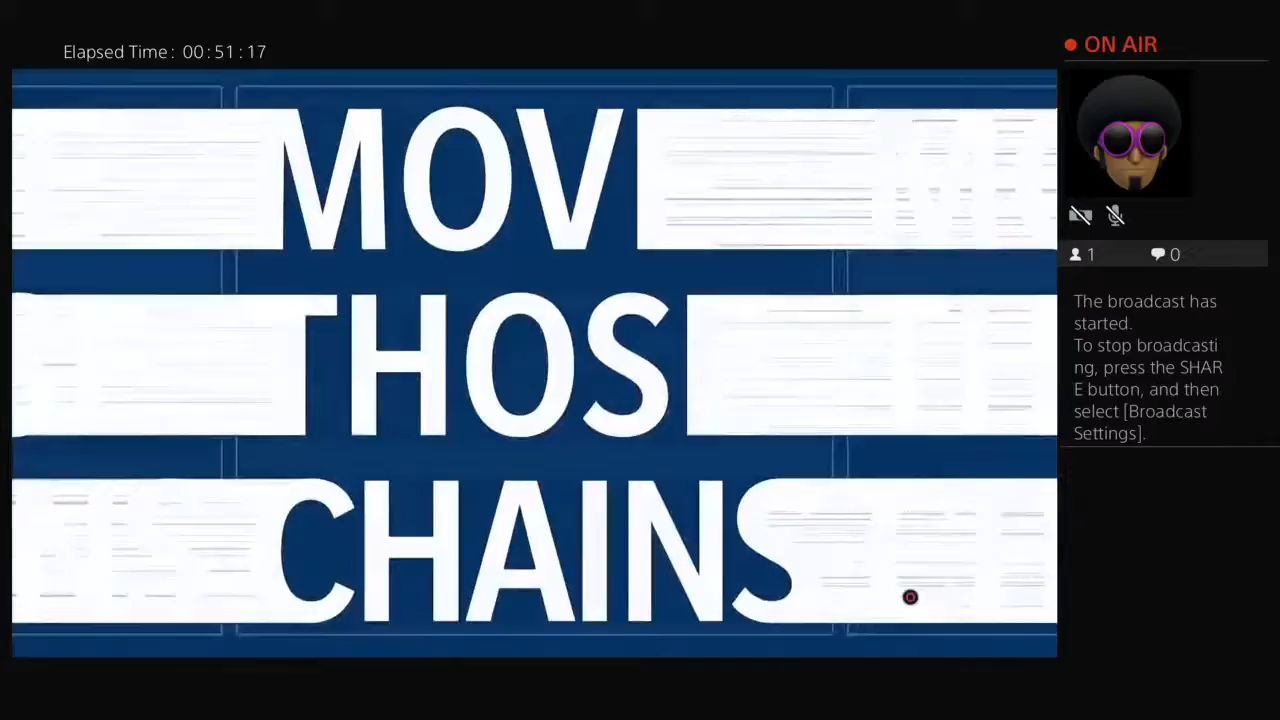 Elapsed Time: 00:51:17
ON AIR
MOV
THOS
CHAINS
1
0
The broadcast has
started.
To stop broadcasti
ng, press the SHAR
E button, and then
select [Broadcast
Settings].